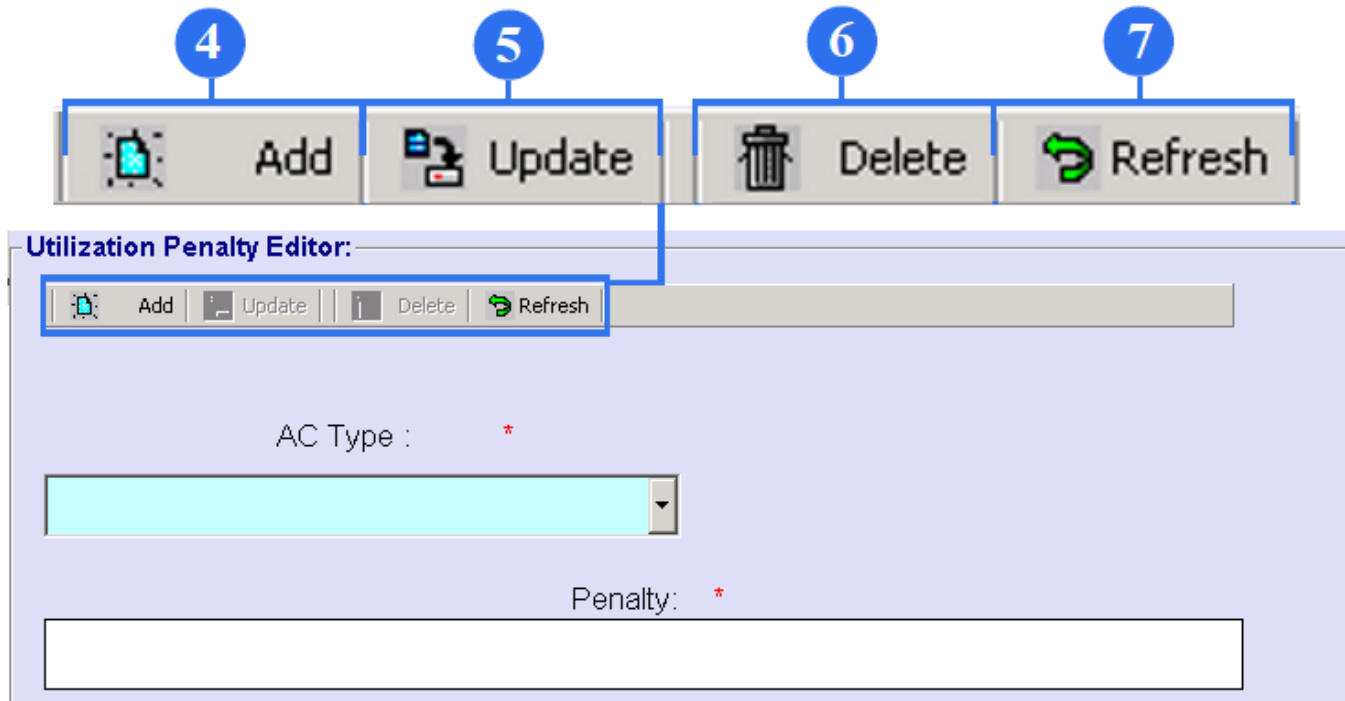 4 5 6 7
Add Update Delete Refresh
Utilization Penalty Editor:
Add Update Delete Refresh
AC Type : *
Penalty: *